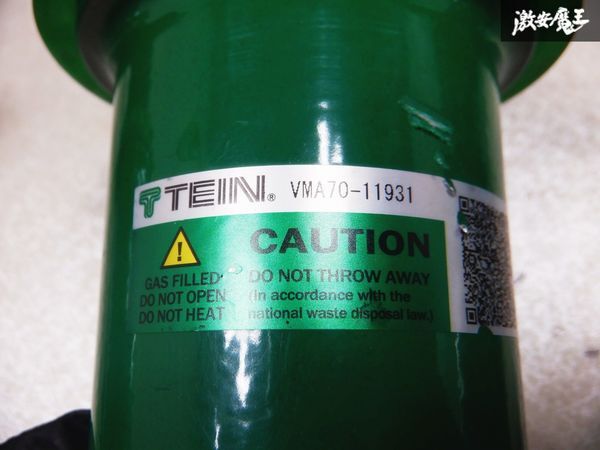 激安魔王
TEIN® VMA70-11931
CAUTION
GAS FILLED DO NOT THROW AWAY
DO NOT OPEN (In accordance with the
DO NOT HEAT national waste disposal law.)